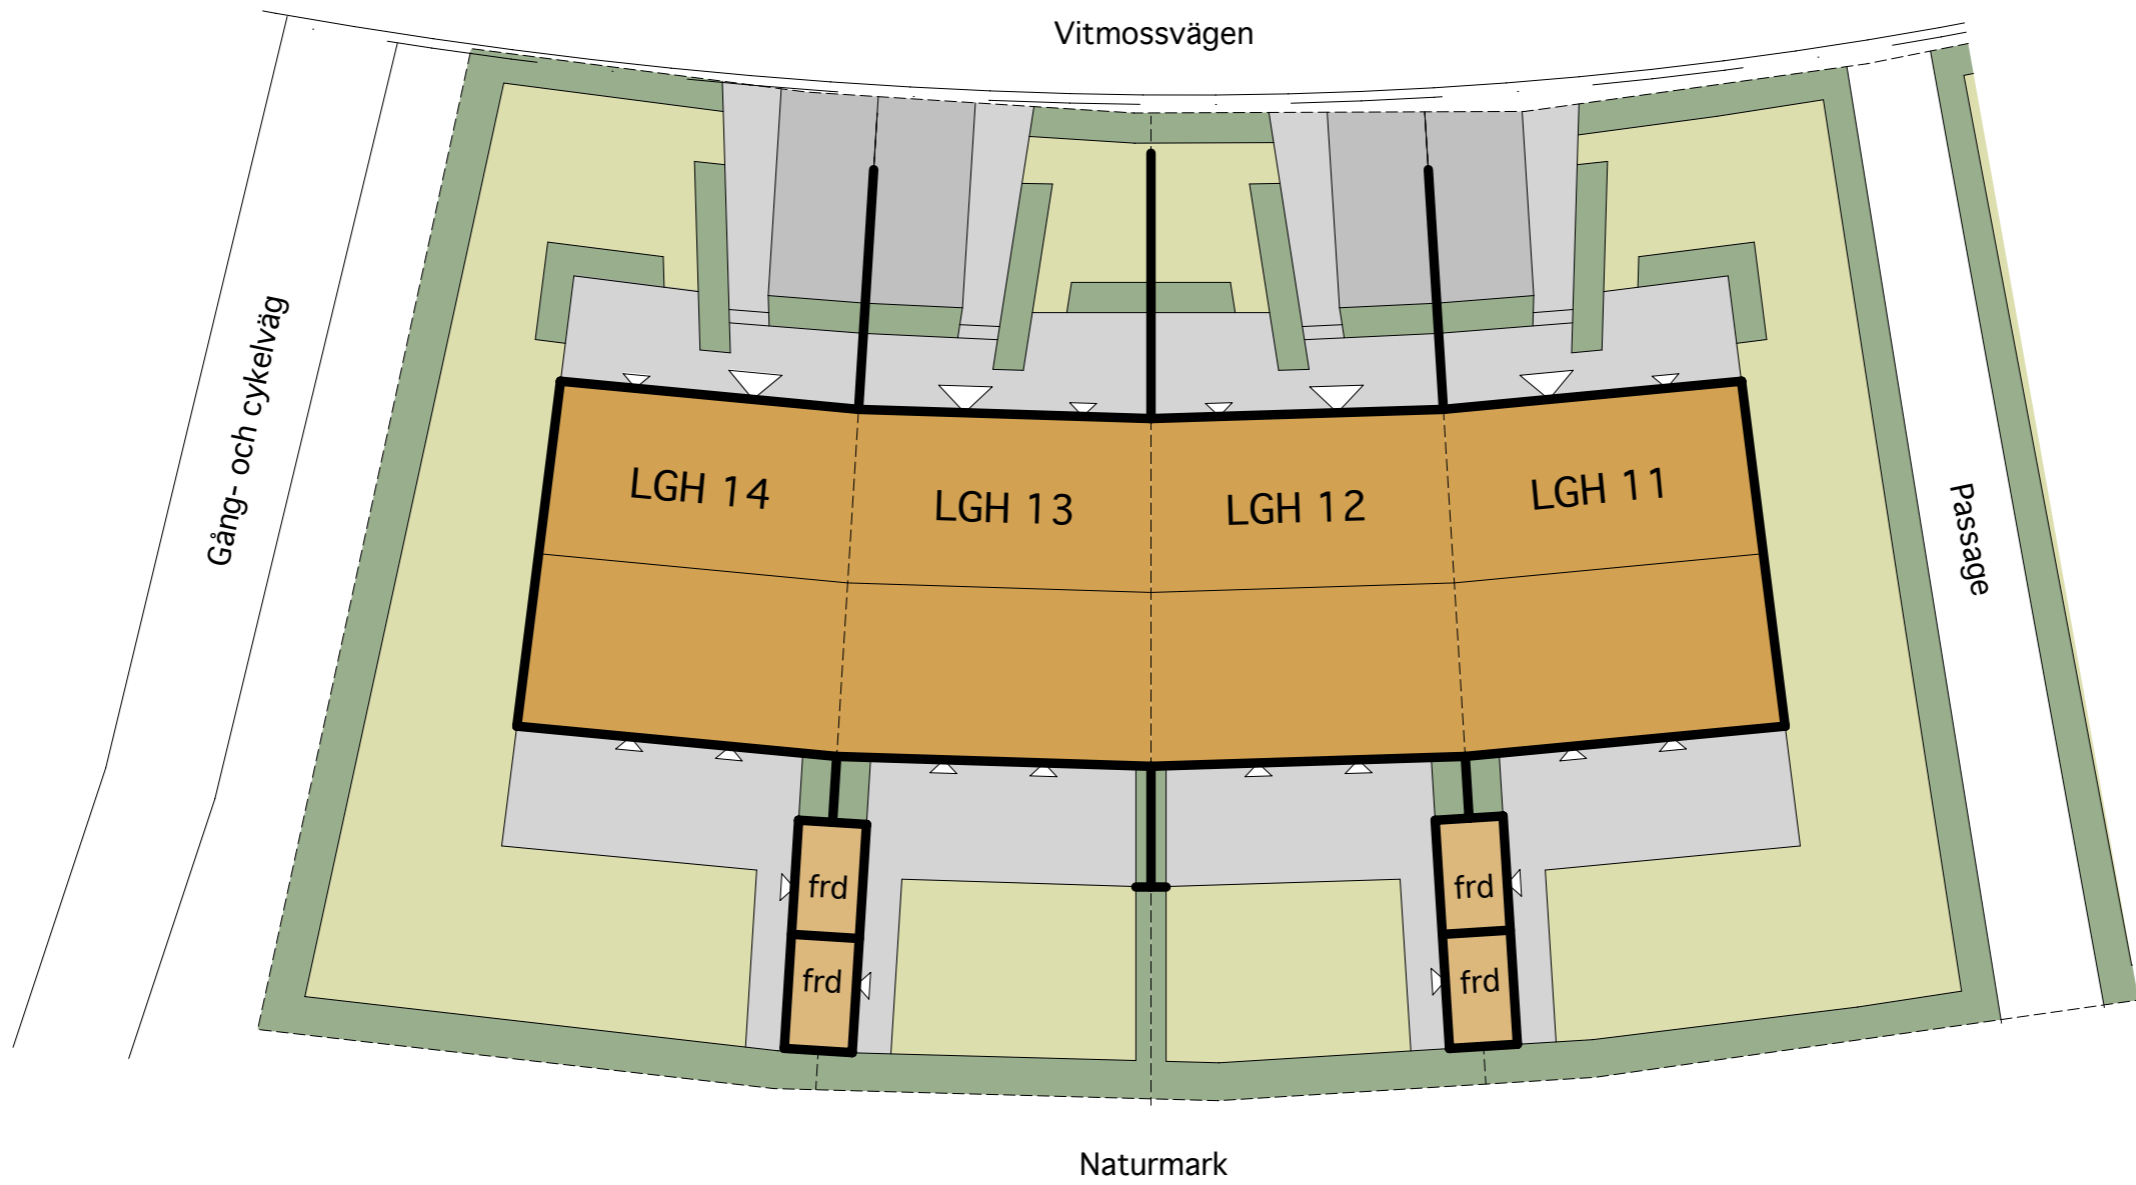 Vitmossvägen
Gång- och cykelväg
LGH 14
LGH 13
LGH 12
LGH 11
Passage
frd
frd
frd
frd
Naturmark